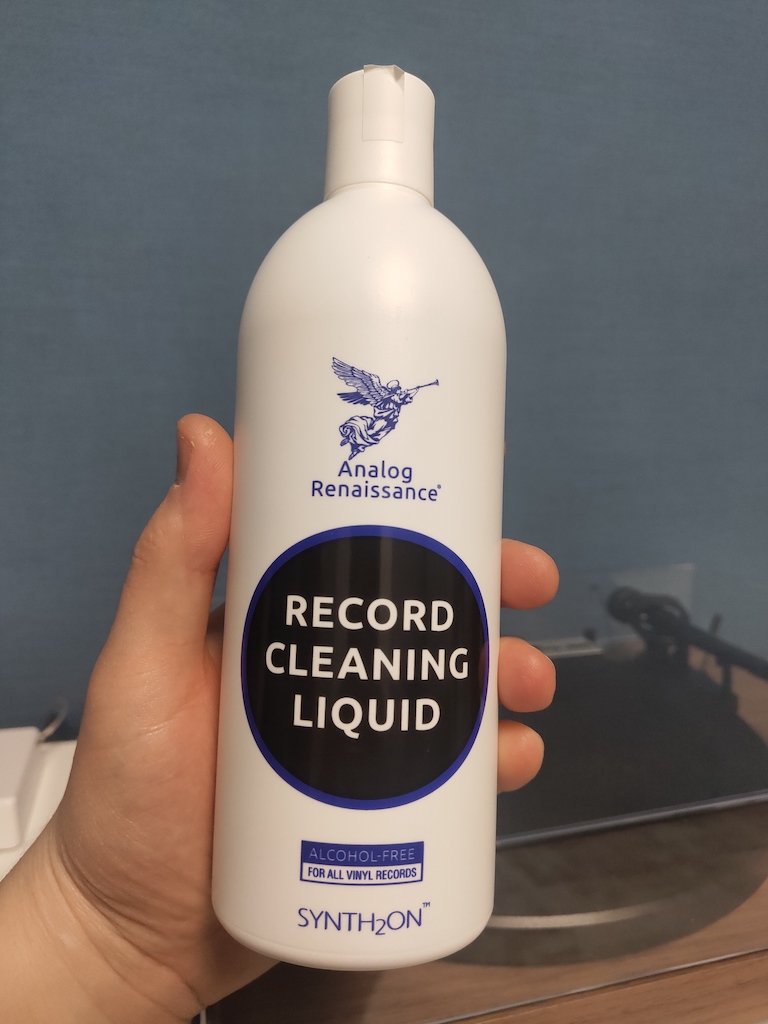 Analog
Renaissance®
RECORD
CLEANING
LIQUID
ALCOHOL-FREE
FOR ALL VINYL RECORDS
SYNTH₂ON™